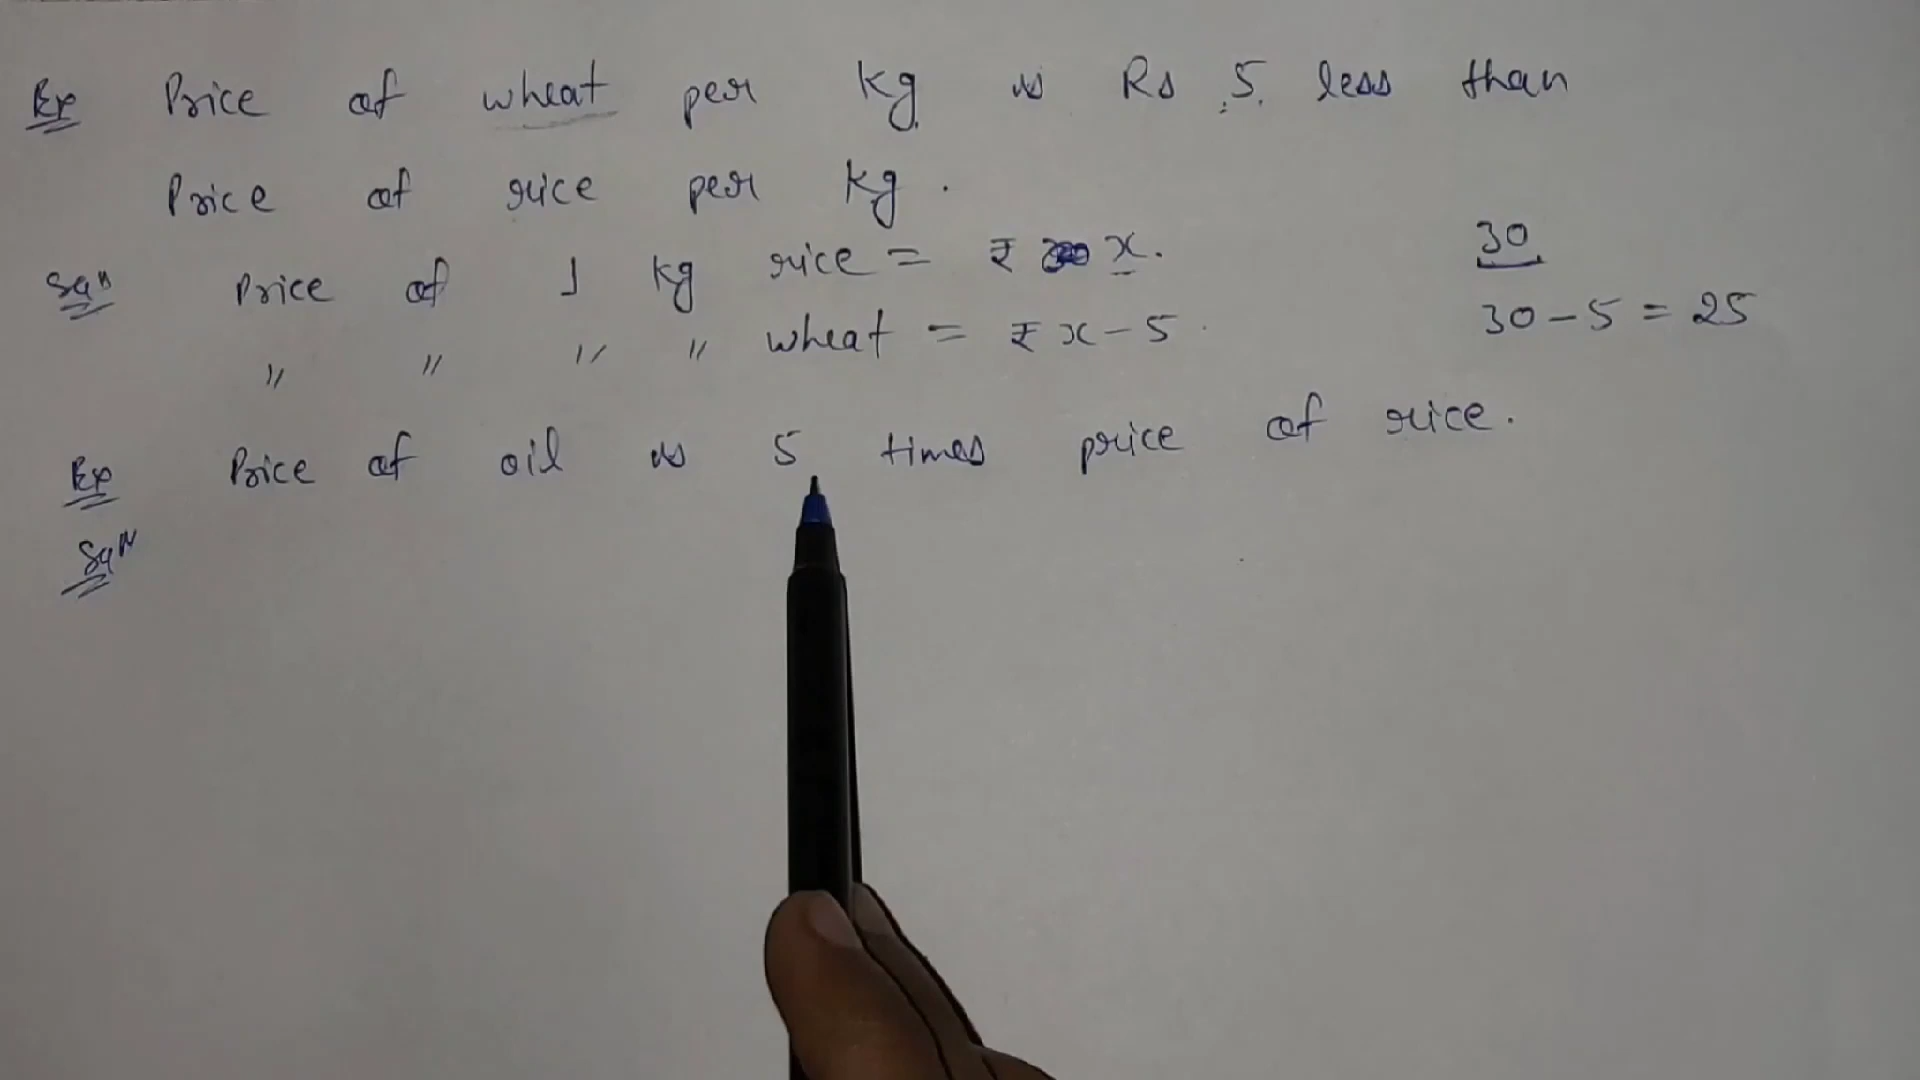 Ex Price of wheat per kg is Rs 5 less than
Price of rice per kg.
Solⁿ Price of 1 kg rice = ₹ x.
" " " " wheat = ₹ x - 5
30
30 - 5 = 25
Ex Price of oil is 5 times price of rice.
Solⁿ